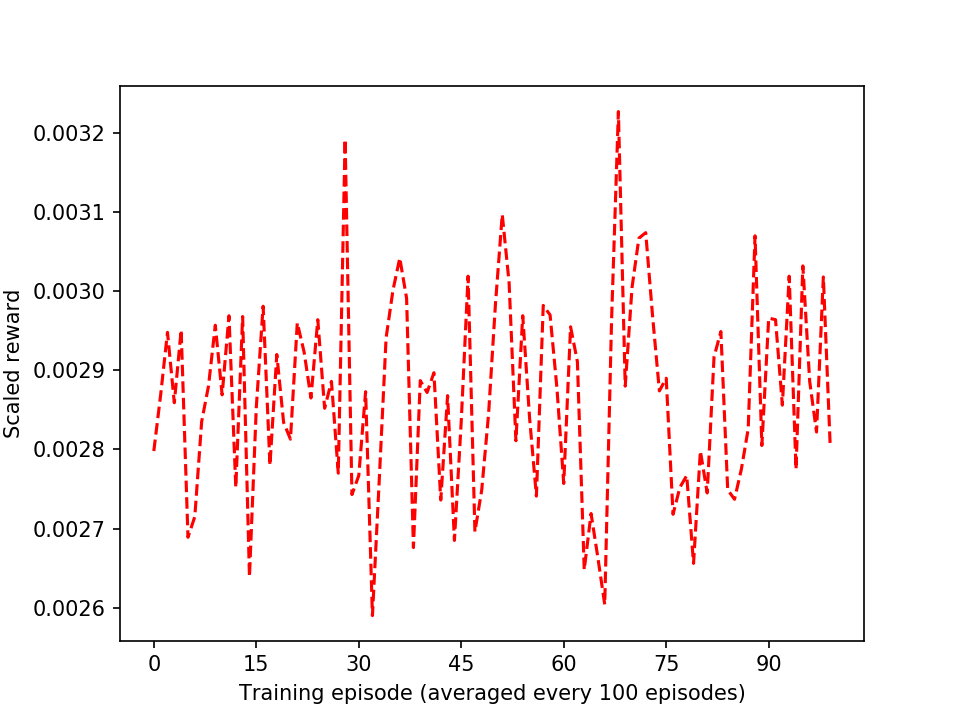 0.0032
0.0031
0.0030
0.0029
0.0028
0.0027
0.0026
Scaled reward
0 15 30 45 60 75 90
Training episode (averaged every 100 episodes)